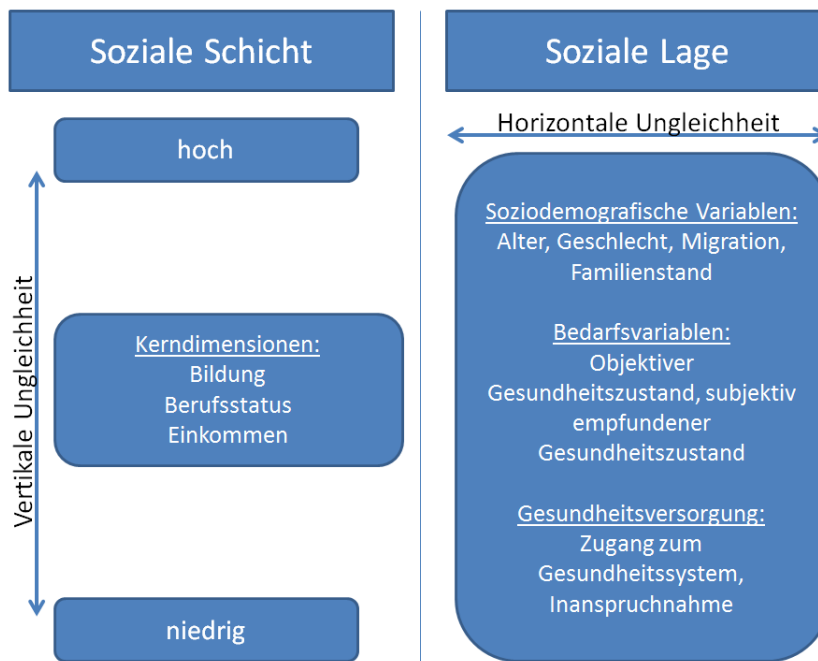 Soziale Schicht
hoch
Vertikale Ungleichheit
Kerndimensionen:
Bildung
Berufsstatus
Einkommen
niedrig
Soziale Lage
Horizontale Ungleichheit
Soziodemografische Variablen:
Alter, Geschlecht, Migration,
Familienstand
Bedarfsvariablen:
Objektiver
Gesundheitszustand, subjektiv
empfundener
Gesundheitszustand
Gesundheitsversorgung:
Zugang zum
Gesundheitssystem,
Inanspruchnahme